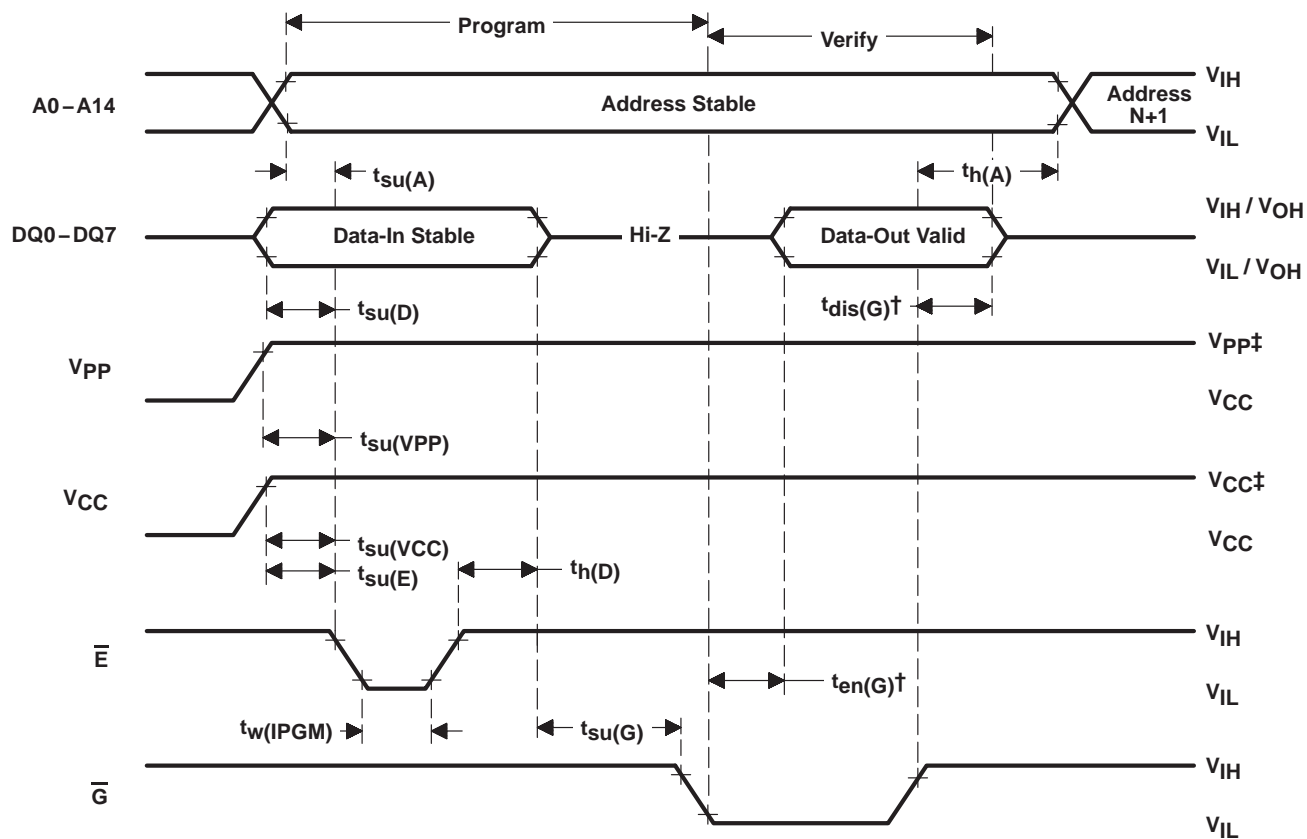 Program
Verify
A0–A14
Address Stable
Address
N+1
VIH
VIL
tsu(A)
th(A)
DQ0–DQ7
Data-In Stable
Hi-Z
Data-Out Valid
VIH / VOH
VIL / VOH
tsu(D)
tdis(G)†
VPP
VPP‡
VCC
tsu(VPP)
VCC
VCC‡
VCC
tsu(VCC)
tsu(E)
th(D)
E
VIH
VIL
ten(G)†
tw(IPGM)
tsu(G)
G
VIH
VIL